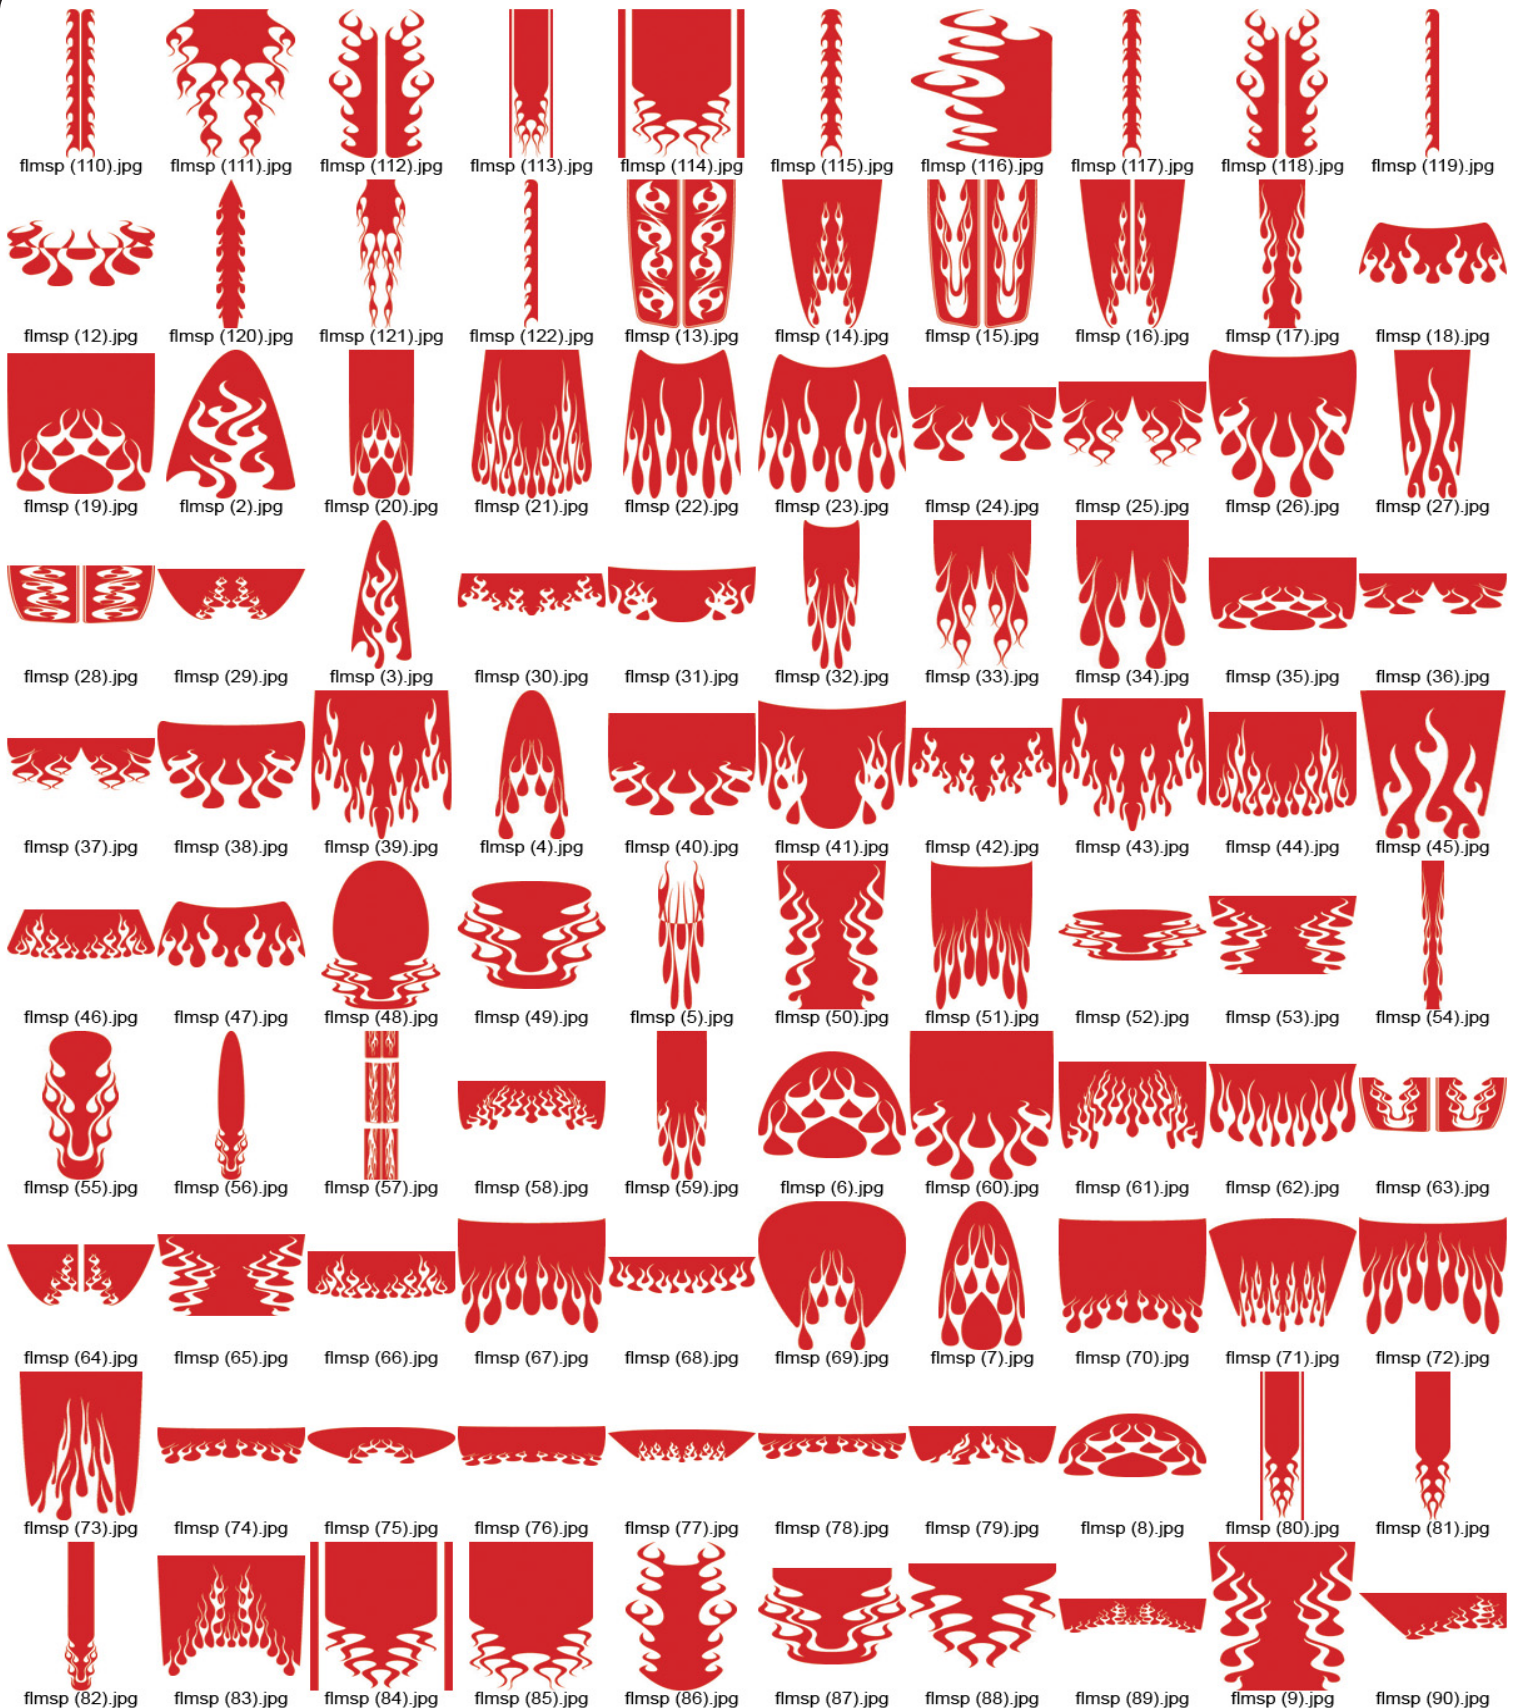 flmsp (110).jpg flmsp (111).jpg flmsp (112).jpg flmsp (113).jpg flmsp (114).jpg flmsp (115).jpg flmsp (116).jpg flmsp (117).jpg flmsp (118).jpg flmsp (119).jpg
flmsp (12).jpg flmsp (120).jpg flmsp (121).jpg flmsp (122).jpg flmsp (13).jpg flmsp (14).jpg flmsp (15).jpg flmsp (16).jpg flmsp (17).jpg flmsp (18).jpg
flmsp (19).jpg flmsp (2).jpg flmsp (20).jpg flmsp (21).jpg flmsp (22).jpg flmsp (23).jpg flmsp (24).jpg flmsp (25).jpg flmsp (26).jpg flmsp (27).jpg
flmsp (28).jpg flmsp (29).jpg flmsp (3).jpg flmsp (30).jpg flmsp (31).jpg flmsp (32).jpg flmsp (33).jpg flmsp (34).jpg flmsp (35).jpg flmsp (36).jpg
flmsp (37).jpg flmsp (38).jpg flmsp (39).jpg flmsp (4).jpg flmsp (40).jpg flmsp (41).jpg flmsp (42).jpg flmsp (43).jpg flmsp (44).jpg flmsp (45).jpg
flmsp (46).jpg flmsp (47).jpg flmsp (48).jpg flmsp (49).jpg flmsp (5).jpg flmsp (50).jpg flmsp (51).jpg flmsp (52).jpg flmsp (53).jpg flmsp (54).jpg
flmsp (55).jpg flmsp (56).jpg flmsp (57).jpg flmsp (58).jpg flmsp (59).jpg flmsp (6).jpg flmsp (60).jpg flmsp (61).jpg flmsp (62).jpg flmsp (63).jpg
flmsp (64).jpg flmsp (65).jpg flmsp (66).jpg flmsp (67).jpg flmsp (68).jpg flmsp (69).jpg flmsp (7).jpg flmsp (70).jpg flmsp (71).jpg flmsp (72).jpg
flmsp (73).jpg flmsp (74).jpg flmsp (75).jpg flmsp (76).jpg flmsp (77).jpg flmsp (78).jpg flmsp (79).jpg flmsp (8).jpg flmsp (80).jpg flmsp (81).jpg
flmsp (82).jpg flmsp (83).jpg flmsp (84).jpg flmsp (85).jpg flmsp (86).jpg flmsp (87).jpg flmsp (88).jpg flmsp (89).jpg flmsp (9).jpg flmsp (90).jpg